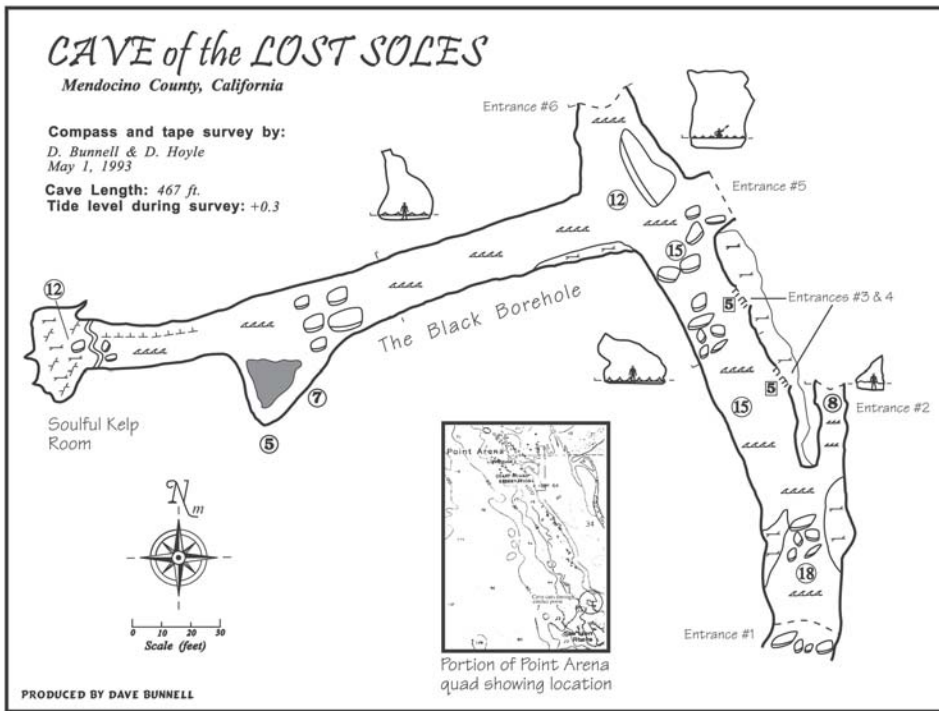 CAVE of the LOST SOLES
Mendocino County, California
Compass and tape survey by:
D. Bunnell & D. Hoyle
May 1, 1993
Cave Length: 467 ft.
Tide level during survey: +0.3
Entrance #6
Entrance #5
12
15
Entrances #3 & 4
5
The Black Borehole
12
5
15
8
Entrance #2
7
5
Soulful Kelp
Room
N m
Point Arena
34
18
Entrance #1
0 10 20 30
Scale (feet)
Portion of Point Arena
quad showing location
PRODUCED BY DAVE BUNNELL